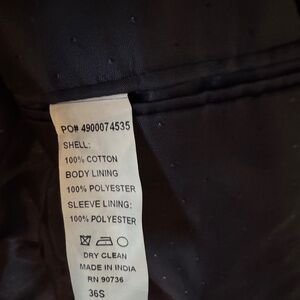 PO# 4900074535
SHELL:
100% COTTON
BODY LINING
100% POLYESTER
SLEEVE LINING:
100% POLYESTER
DRY CLEAN
MADE IN INDIA
RN 90736
36S